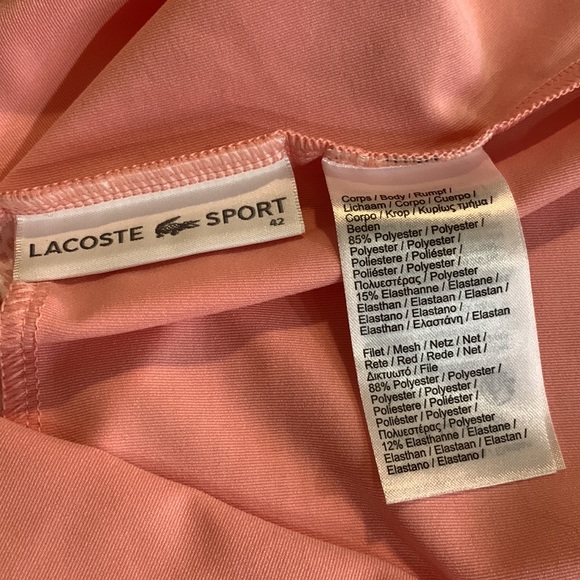 LACOSTE SPORT
42
Corps / Body / Rumpf /
Lichaam / Corpo / Cuerpo /
Corpo / Krop / Κυρίως τμήμα /
Beden
85% Polyester / Polyester /
Polyester / Polyester /
Poliestere / Poliéster /
Poliéster / Polyester /
Πολυεστέρας / Polyester
15% Elasthanne / Elastane /
Elasthan / Elastaan / Elastan /
Elastano / Elastano /
Elasthan / Ελαστάνη / Elastan
Filet / Mesh / Netz / Net /
Rete / Red / Rede / Net /
Δικτυωτό / File
88% Polyester / Polyester /
Polyester / Polyester /
Poliestere / Poliéster /
Poliéster / Polyester /
Πολυεστέρας / Polyester
12% Elasthanne / Elastane /
Elasthan / Elastaan / Elastan /
Elastano / Elastano /